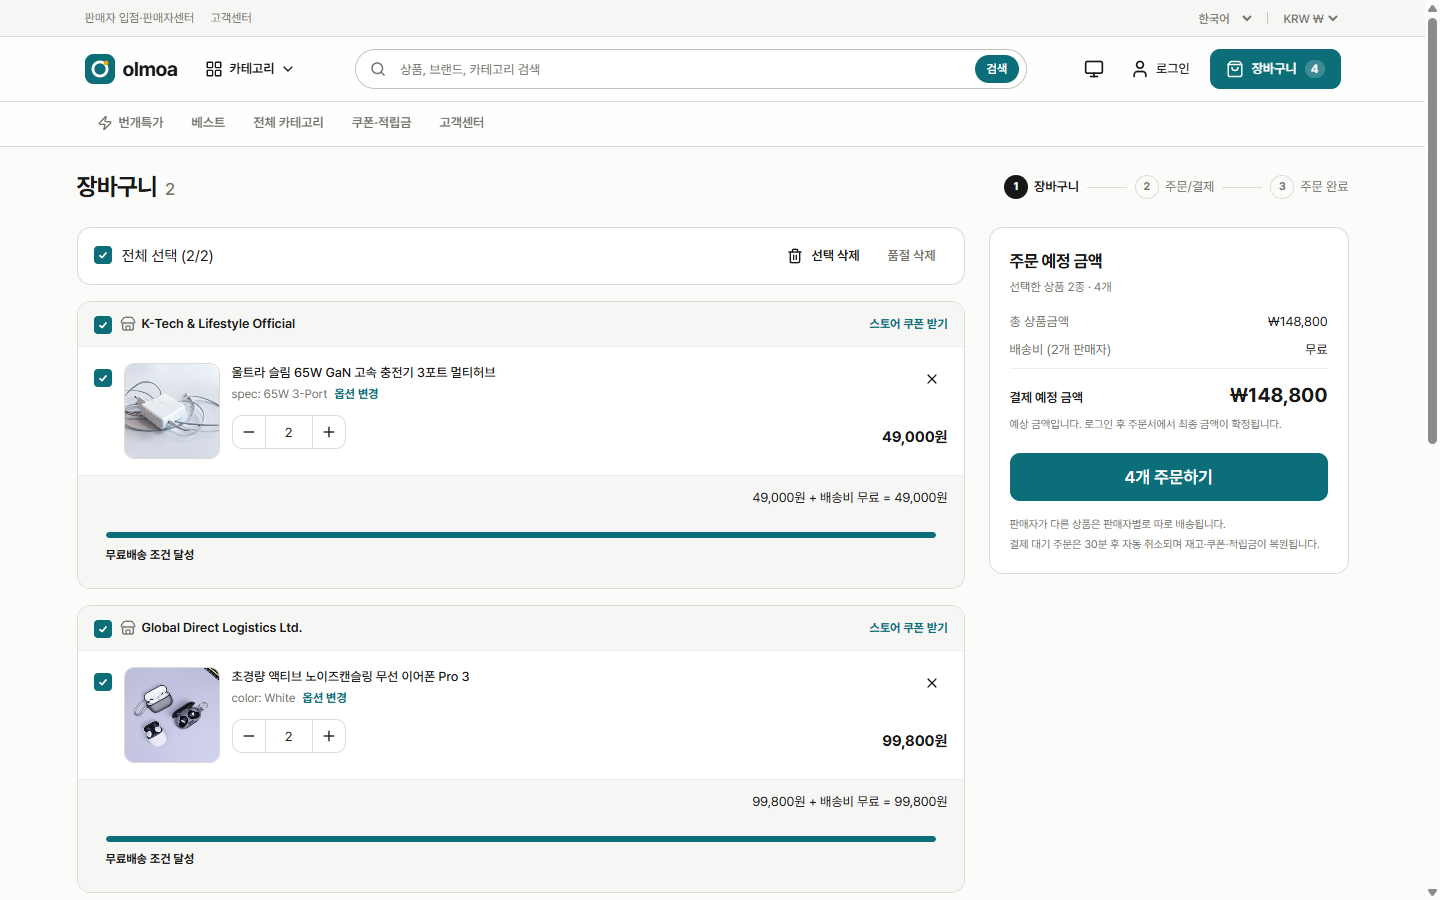 판매자 입점·판매자센터 고객센터 한국어 KRW ₩
olmoa 카테고리 상품, 브랜드, 카테고리 검색 검색 로그인 장바구니 4
번개특가 베스트 전체 카테고리 쿠폰·적립금 고객센터
장바구니 2
1 장바구니 2 주문/결제 3 주문 완료
전체 선택 (2/2) 선택 삭제 품절 삭제
K-Tech & Lifestyle Official 스토어 쿠폰 받기
울트라 슬림 65W GaN 고속 충전기 3포트 멀티허브
spec: 65W 3-Port 옵션 변경
2
49,000원
49,000원 + 배송비 무료 = 49,000원
무료배송 조건 달성
Global Direct Logistics Ltd. 스토어 쿠폰 받기
초경량 액티브 노이즈캔슬링 무선 이어폰 Pro 3
color: White 옵션 변경
2
99,800원
99,800원 + 배송비 무료 = 99,800원
무료배송 조건 달성
주문 예정 금액
선택한 상품 2종 · 4개
총 상품금액 ₩148,800
배송비 (2개 판매자) 무료
결제 예정 금액 ₩148,800
예상 금액입니다. 로그인 후 주문서에서 최종 금액이 확정됩니다.
4개 주문하기
판매자가 다른 상품은 판매자별로 따로 배송됩니다.
결제 대기 주문은 30분 후 자동 취소되며 재고·쿠폰·적립금이 복원됩니다.